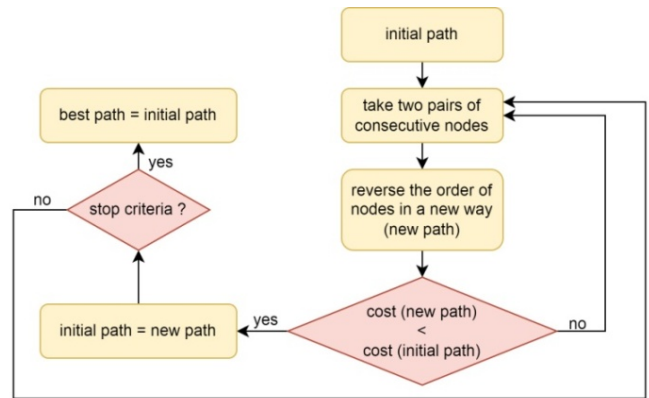 initial path
take two pairs of
consecutive nodes
reverse the order of
nodes in a new way
(new path)
cost (new path)
<
cost (initial path)
no
yes
initial path = new path
stop criteria ?
no
yes
best path = initial path